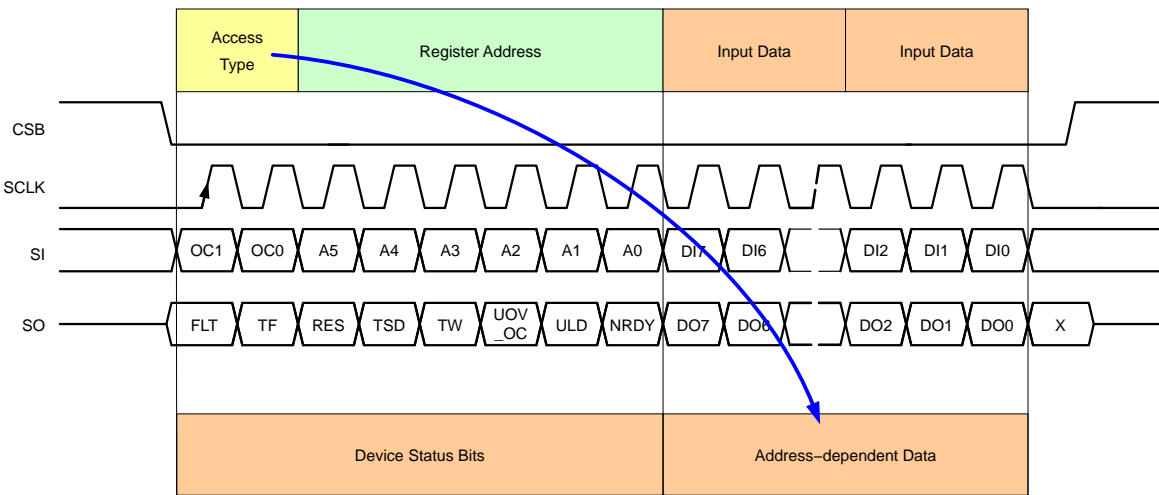 Access
Type
Register Address
Input Data
Input Data
CSB
SCLK
SI
OC1 OC0 A5 A4 A3 A2 A1 A0 DI7 DI6 DI2 DI1 DI0
SO
FLT TF RES TSD TW UOV
_OC ULD NRDY DO7 DO6 DO2 DO1 DO0 X
Device Status Bits
Address−dependent Data